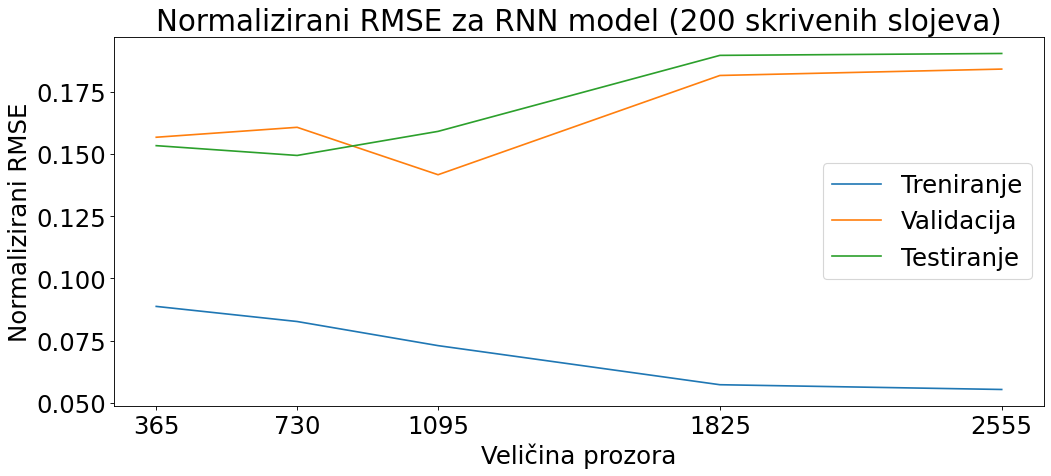 Normalizirani RMSE za RNN model (200 skrivenih slojeva)
Normalizirani RMSE
0.175
0.150
0.125
0.100
0.075
0.050
Treniranje
Validacija
Testiranje
365 730 1095 1825 2555
Veličina prozora